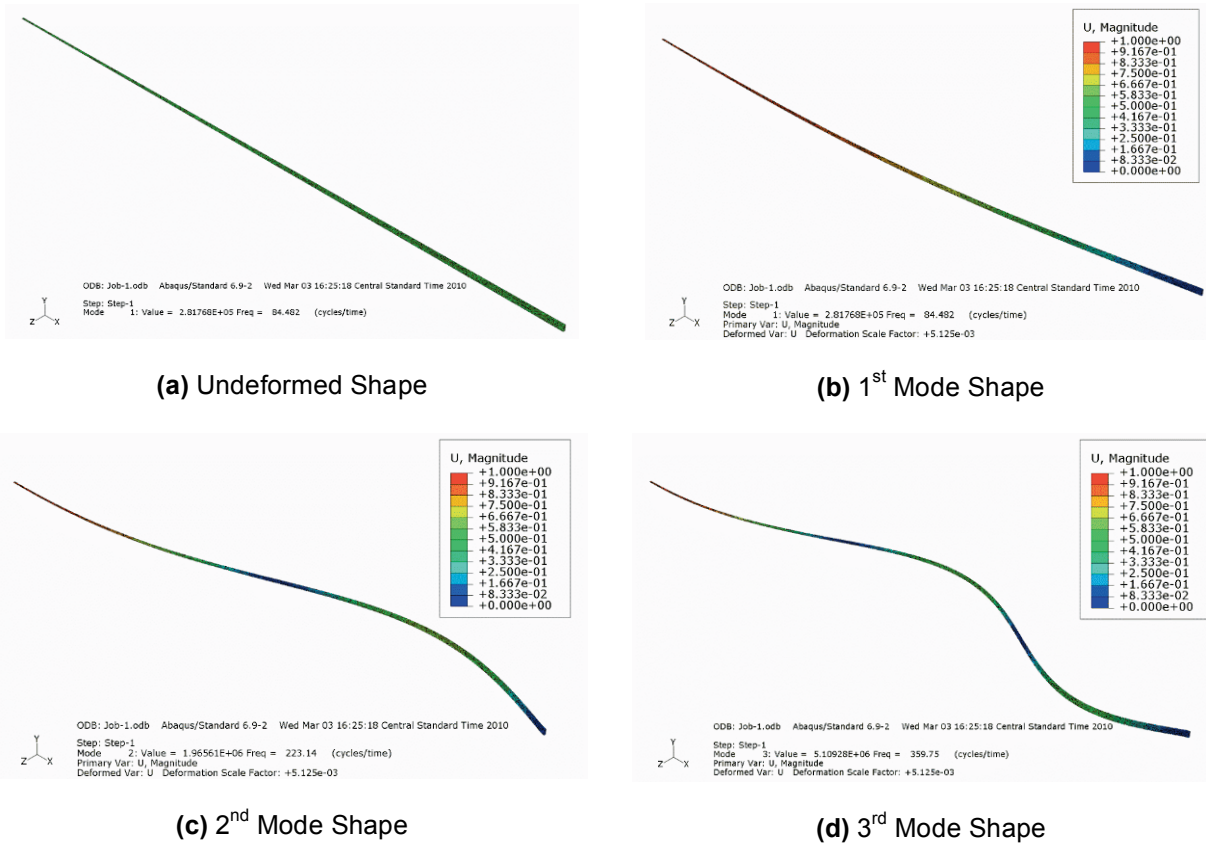 ODB: Job-1.odb Abaqus/Standard 6.9-2 Wed Mar 03 16:25:18 Central Standard Time 2010
Step: Step-1
Mode 1: Value = 2.81768E+05 Freq = 84.482 (cycles/time)
Y
Z X
(a) Undeformed Shape
U, Magnitude
+1.000e+00
+9.167e-01
+8.333e-01
+7.500e-01
+6.667e-01
+5.833e-01
+5.000e-01
+4.167e-01
+3.333e-01
+2.500e-01
+1.667e-01
+8.333e-02
+0.000e+00
ODB: Job-1.odb Abaqus/Standard 6.9-2 Wed Mar 03 16:25:18 Central Standard Time 2010
Step: Step-1
Mode 1: Value = 2.81768E+05 Freq = 84.482 (cycles/time)
Primary Var: U, Magnitude
Deformed Var: U Deformation Scale Factor: +5.125e-03
Y
Z X
(b) 1st Mode Shape
U, Magnitude
+1.000e+00
+9.167e-01
+8.333e-01
+7.500e-01
+6.667e-01
+5.833e-01
+5.000e-01
+4.167e-01
+3.333e-01
+2.500e-01
+1.667e-01
+8.333e-02
+0.000e+00
ODB: Job-1.odb Abaqus/Standard 6.9-2 Wed Mar 03 16:25:18 Central Standard Time 2010
Step: Step-1
Mode 2: Value = 1.96561E+06 Freq = 223.14 (cycles/time)
Primary Var: U, Magnitude
Deformed Var: U Deformation Scale Factor: +5.125e-03
Y
Z X
(c) 2nd Mode Shape
U, Magnitude
+1.000e+00
+9.167e-01
+8.333e-01
+7.500e-01
+6.667e-01
+5.833e-01
+5.000e-01
+4.167e-01
+3.333e-01
+2.500e-01
+1.667e-01
+8.333e-02
+0.000e+00
ODB: Job-1.odb Abaqus/Standard 6.9-2 Wed Mar 03 16:25:18 Central Standard Time 2010
Step: Step-1
Mode 3: Value = 5.10928E+06 Freq = 359.75 (cycles/time)
Primary Var: U, Magnitude
Deformed Var: U Deformation Scale Factor: +5.125e-03
Y
Z X
(d) 3rd Mode Shape